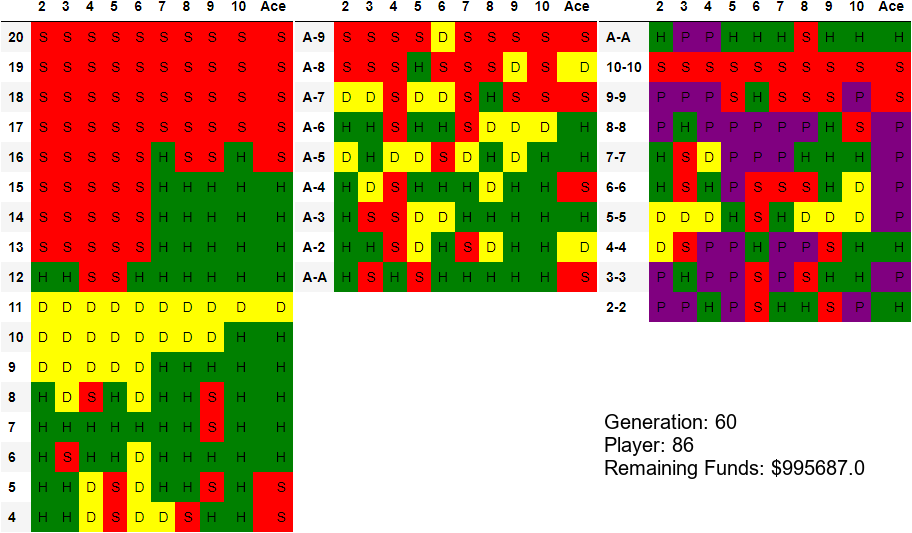 2 3 4 5 6 7 8 9 10 Ace 2 3 4 5 6 7 8 9 10 Ace 2 3 4 5 6 7 8 9 10 Ace
20 S S S S S S S S S S A-9 S S S S D S S S S S A-A H P P H H H S H H H
19 S S S S S S S S S S A-8 S S S H S S S D S D 10-10 S S S S S S S S S S
18 S S S S S S S S S S A-7 D D S D D S H S S S 9-9 P P P S H S S S P S
17 S S S S S S S S S S A-6 H H S H H S D D D H 8-8 P H P P P P P H S P
16 S S S S S H S S H S A-5 D H D D S D H D H H 7-7 H S D P P P H H H P
15 S S S S S H H H H H A-4 H D S H H H D H H S 6-6 H S H P S S S H D P
14 S S S S S H H H H H A-3 H S S D D H H H H H 5-5 D D D H S H D D D P
13 S S S S S H H H H H A-2 H H S D H S D H H D 4-4 D S P P H P P S H H
12 H H S S H H H H H H A-A H S H S H H H H H S 3-3 P H P P S P S H H P
11 D D D D D D D D D D 2-2 P P H P S H H S P H
10 D D D D D D D D H H
9 D D D D D H H H H H
8 H D S H D H H S H H
7 H H H H H H H S H H
6 H S H H D H H H H H
5 H H D S D H H S H S
4 H H D S D D S H H S
Generation: 60
Player: 86
Remaining Funds: $995687.0